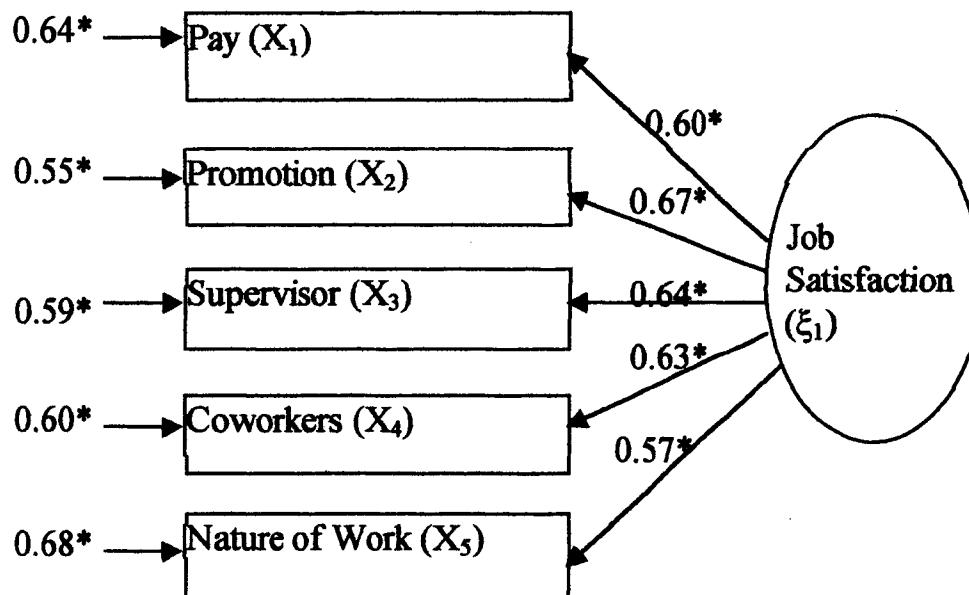 0.64*
Pay (X₁)
0.60*
0.55*
Promotion (X₂)
0.67*
Job
Satisfaction
(ξ₁)
0.59*
Supervisor (X₃)
0.64*
0.63*
0.60*
Coworkers (X₄)
0.57*
0.68*
Nature of Work (X₅)